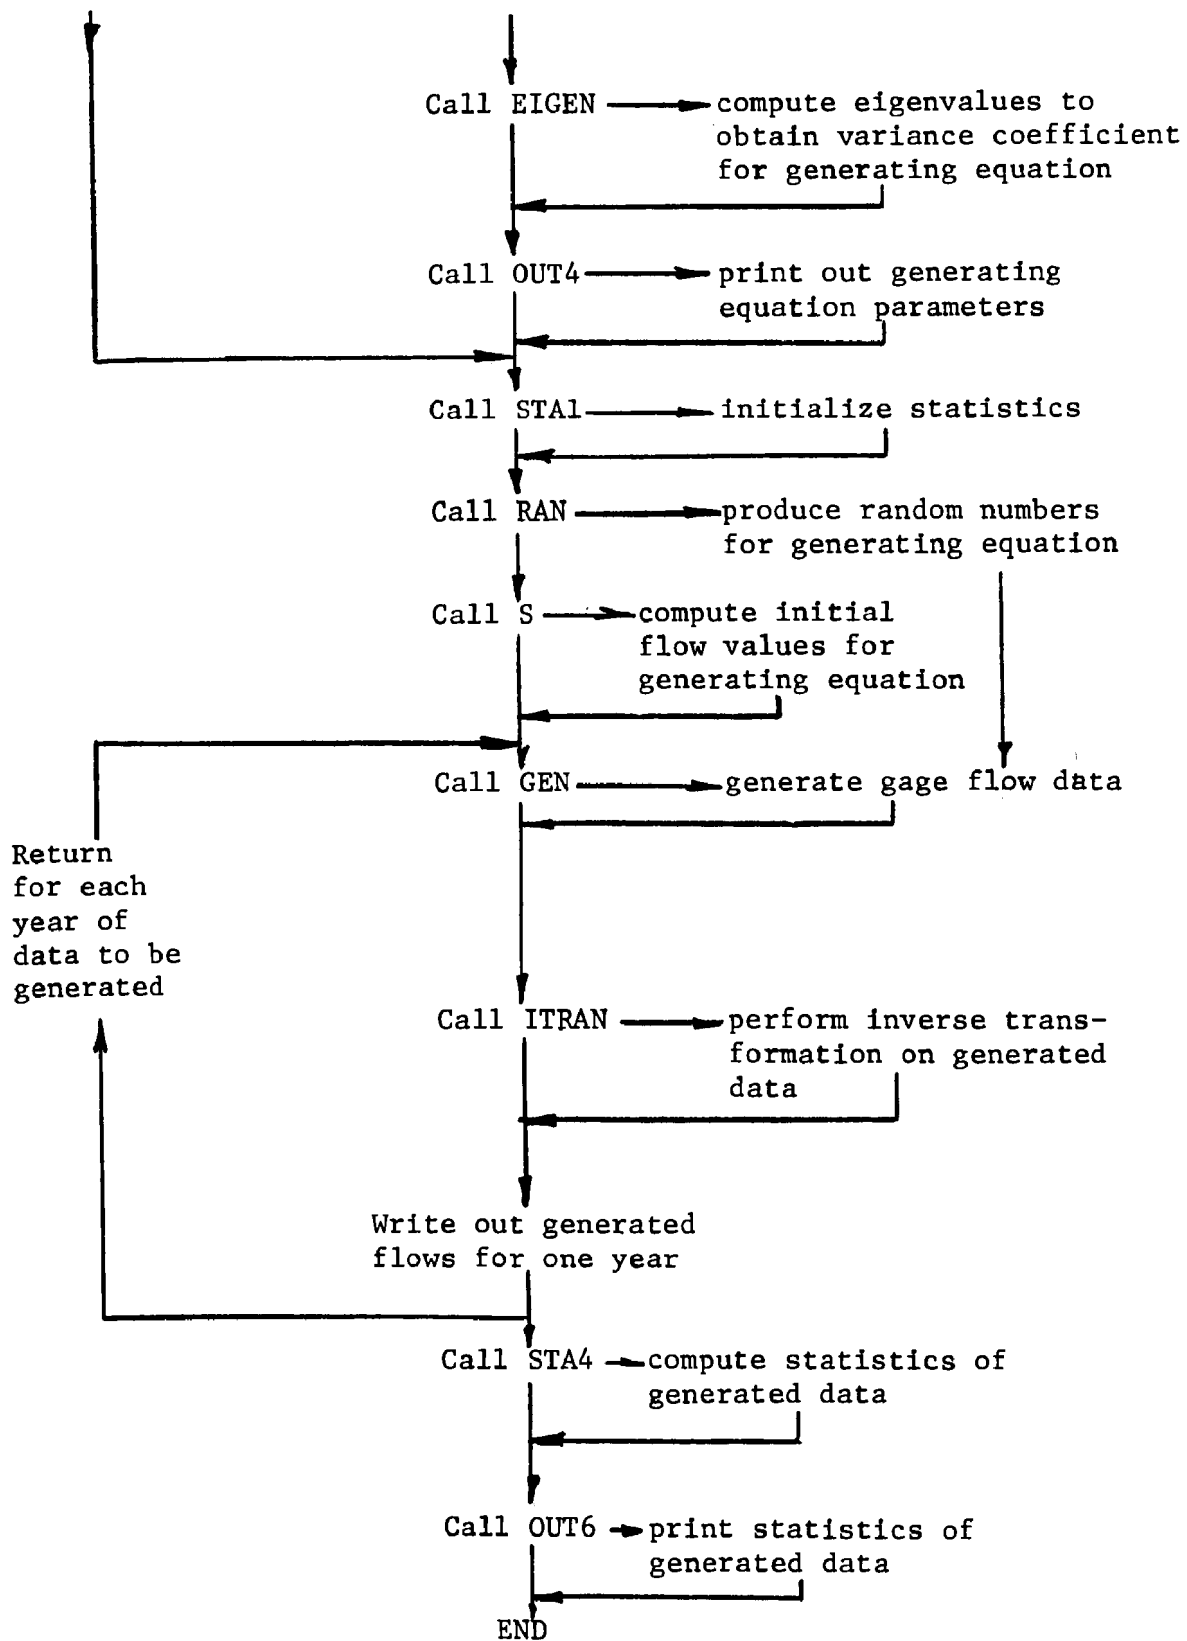 Call EIGEN
compute eigenvalues to
obtain variance coefficient
for generating equation
Call OUT4
print out generating
equation parameters
Call STA1
initialize statistics
Call RAN
produce random numbers
for generating equation
Call S
compute initial
flow values for
generating equation
Call GEN
generate gage flow data
Return
for each
year of
data to be
generated
Call ITRAN
perform inverse trans-
formation on generated
data
Write out generated
flows for one year
Call STA4
compute statistics of
generated data
Call OUT6
print statistics of
generated data
END